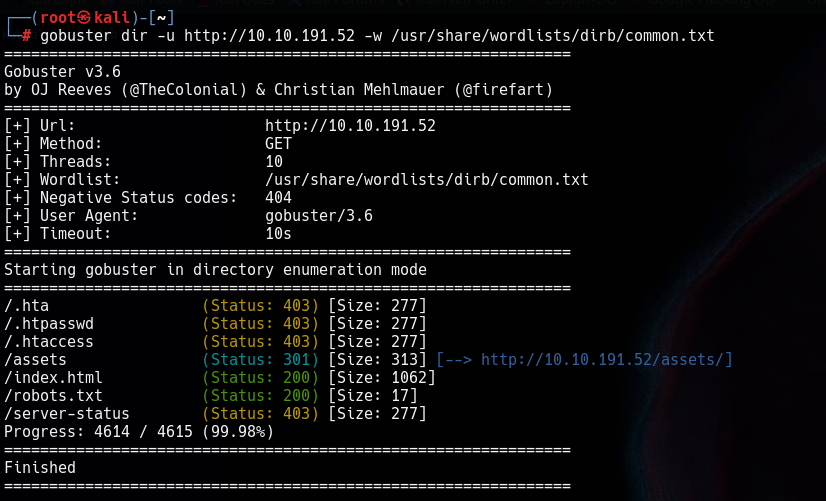 ┌──(root㉿kali)-[~]
└─# gobuster dir -u http://10.10.191.52 -w /usr/share/wordlists/dirb/common.txt
===============================================================
Gobuster v3.6
by OJ Reeves (@TheColonial) & Christian Mehlmauer (@firefart)
===============================================================
[+] Url:                     http://10.10.191.52
[+] Method:                  GET
[+] Threads:                 10
[+] Wordlist:                /usr/share/wordlists/dirb/common.txt
[+] Negative Status codes:   404
[+] User Agent:              gobuster/3.6
[+] Timeout:                 10s
===============================================================
Starting gobuster in directory enumeration mode
===============================================================
/.hta                 (Status: 403) [Size: 277]
/.htpasswd            (Status: 403) [Size: 277]
/.htaccess            (Status: 403) [Size: 277]
/assets               (Status: 301) [Size: 313] [--> http://10.10.191.52/assets/]
/index.html           (Status: 200) [Size: 1062]
/robots.txt           (Status: 200) [Size: 17]
/server-status        (Status: 403) [Size: 277]
Progress: 4614 / 4615 (99.98%)
===============================================================
Finished
===============================================================